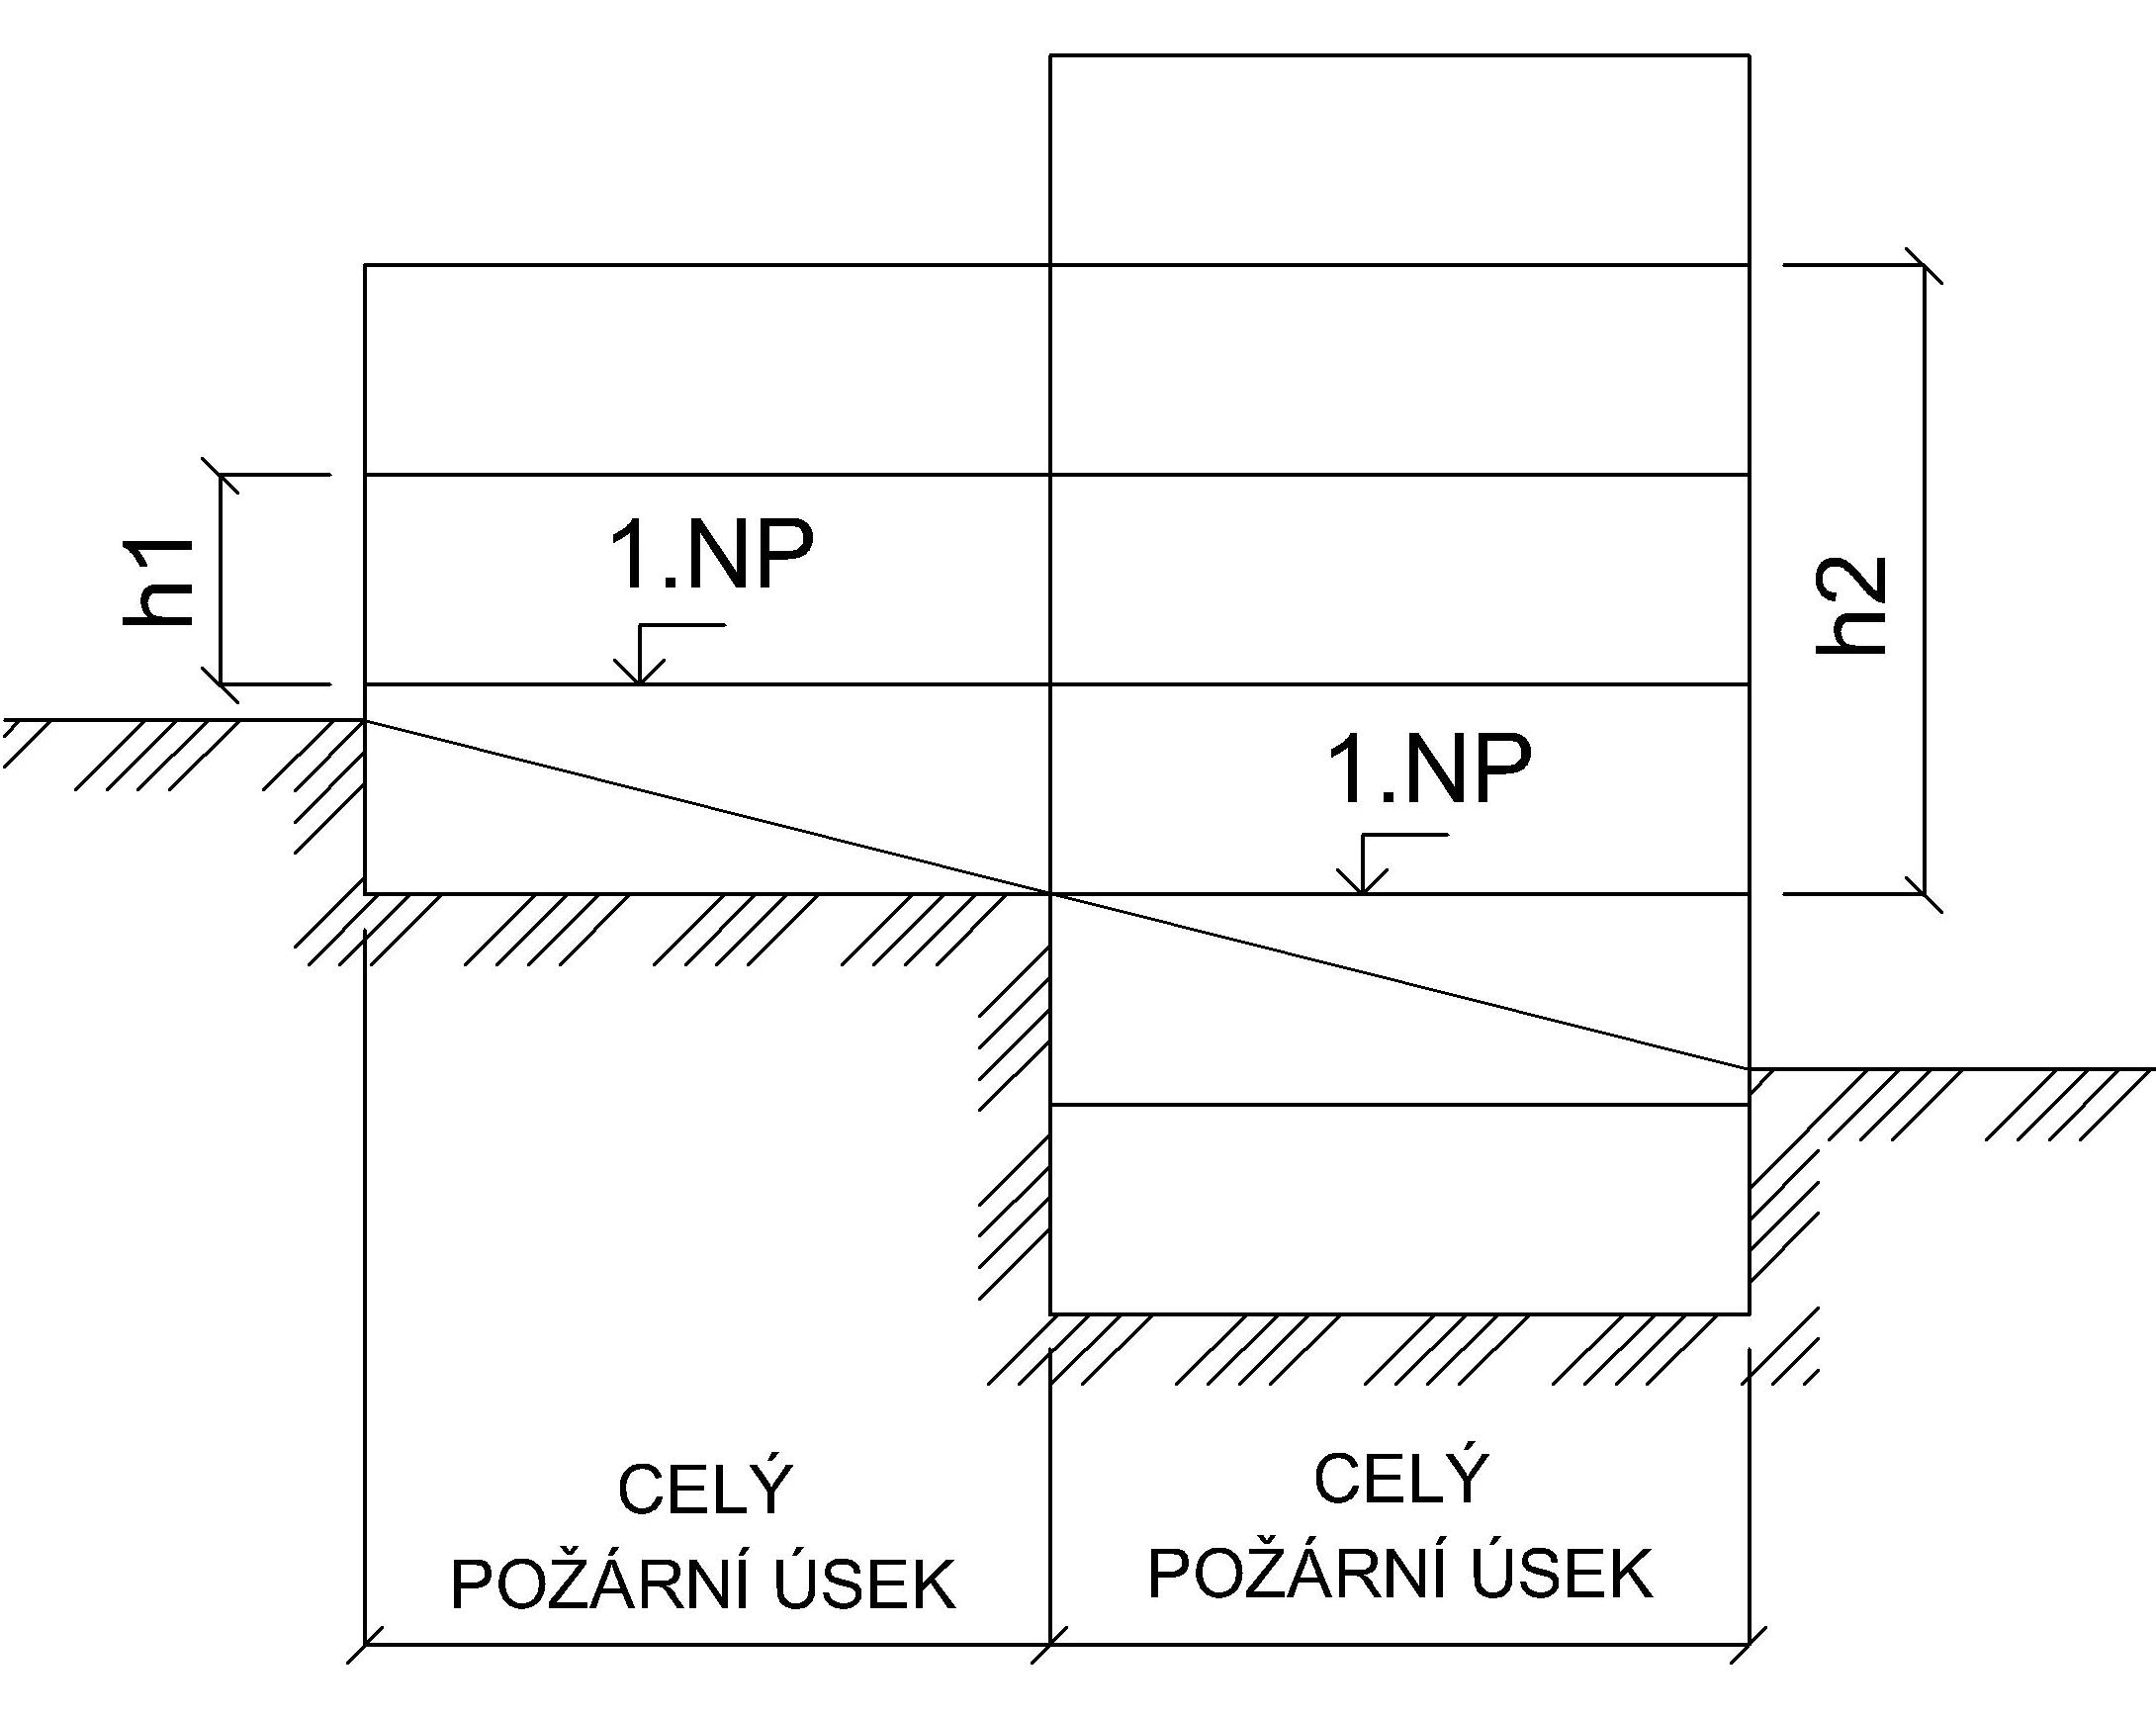 1.NP
h1
h2
1.NP
CELÝ
POŽÁRNÍ ÚSEK
CELÝ
POŽÁRNÍ ÚSEK